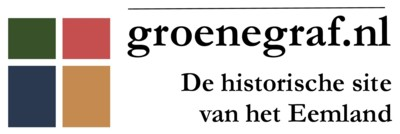 groenegraf.nl
De historische site
van het Eemland